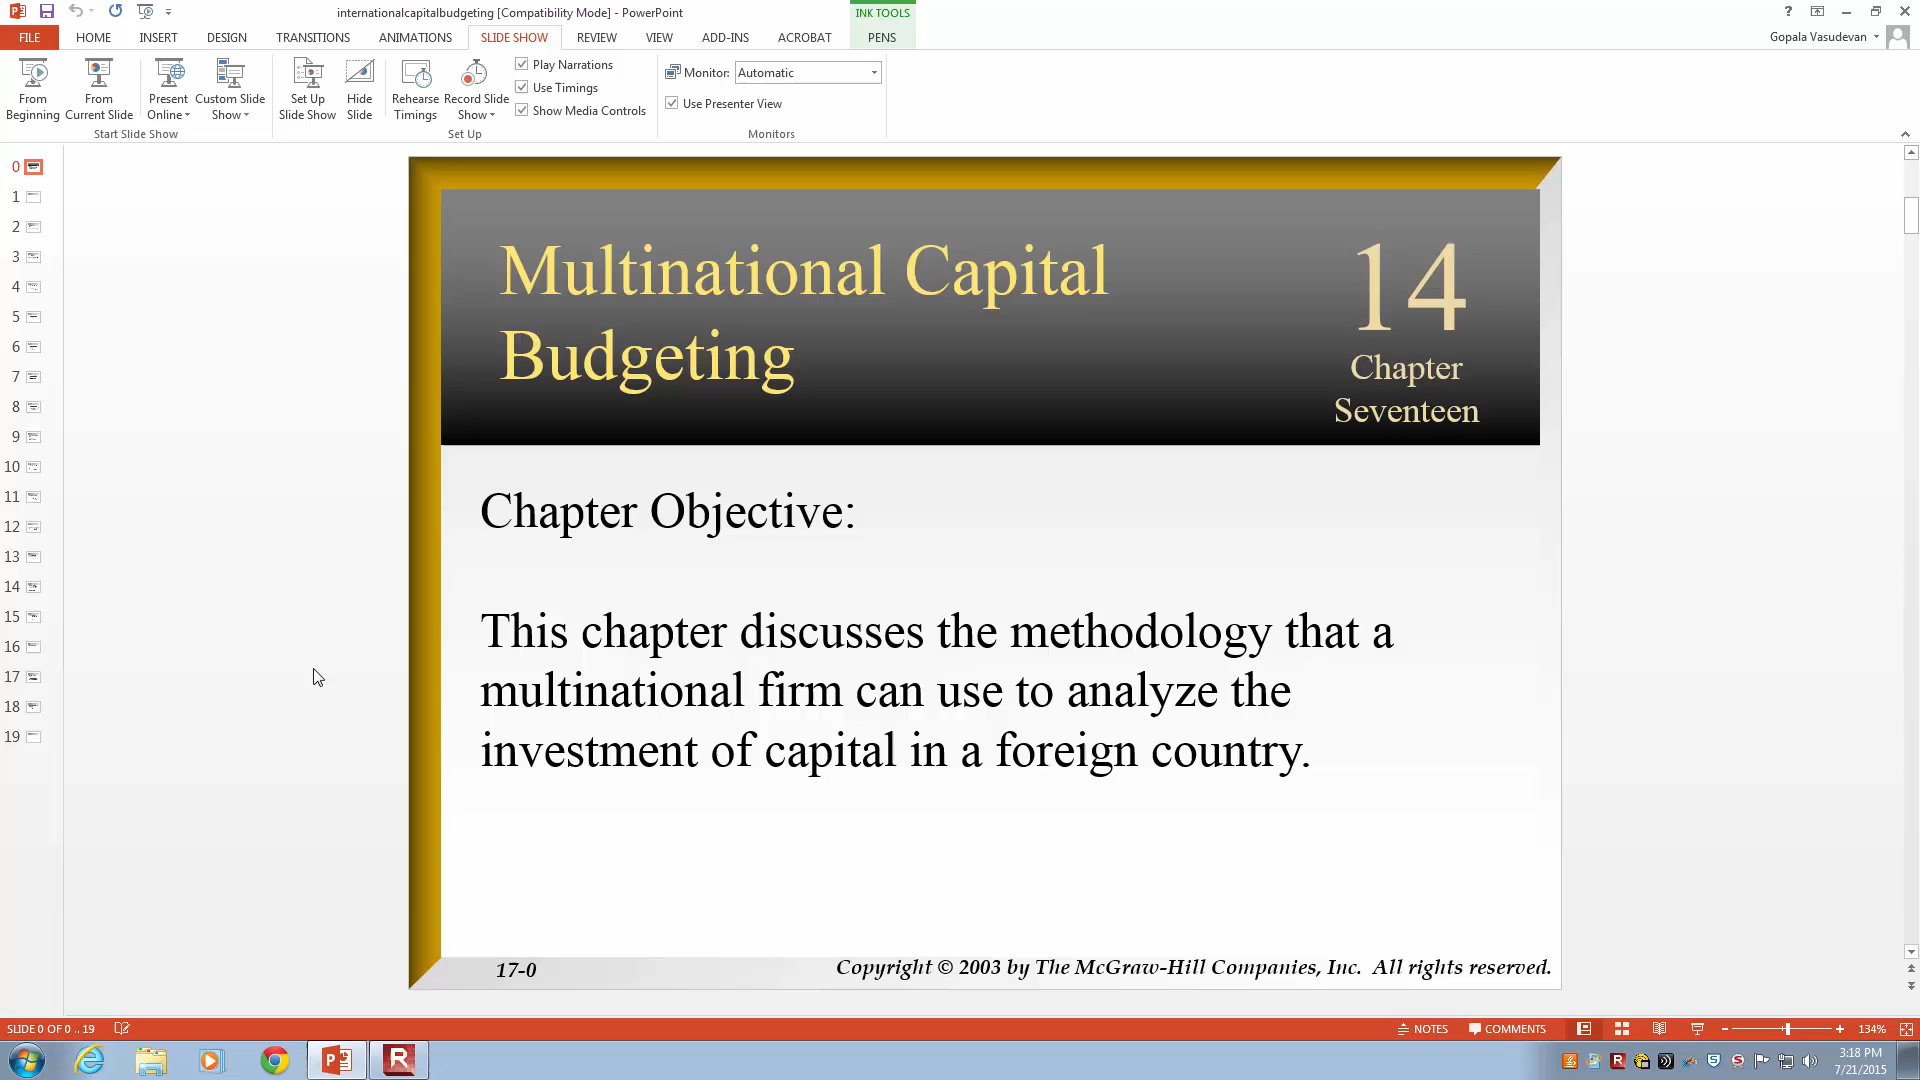 internationalcapitalbudgeting [Compatibility Mode] - PowerPoint
INK TOOLS
?
FILE HOME INSERT DESIGN TRANSITIONS ANIMATIONS SLIDE SHOW REVIEW VIEW ADD-INS ACROBAT PENS
Gopala Vasudevan
From Beginning
From Current Slide
Present Online
Custom Slide Show
Start Slide Show
Set Up Slide Show
Hide Slide
Rehearse Timings
Record Slide Show
Play Narrations
Use Timings
Show Media Controls
Set Up
Monitor: Automatic
Use Presenter View
Monitors
0
1
2
3
4
5
6
7
8
9
10
11
12
13
14
15
16
17
18
19
Multinational Capital
Budgeting
14
Chapter
Seventeen
Chapter Objective:
This chapter discusses the methodology that a
multinational firm can use to analyze the
investment of capital in a foreign country.
17-0
Copyright © 2003 by The McGraw-Hill Companies, Inc. All rights reserved.
SLIDE 0 OF 0 .. 19
NOTES
COMMENTS
134%
3:18 PM
7/21/2015